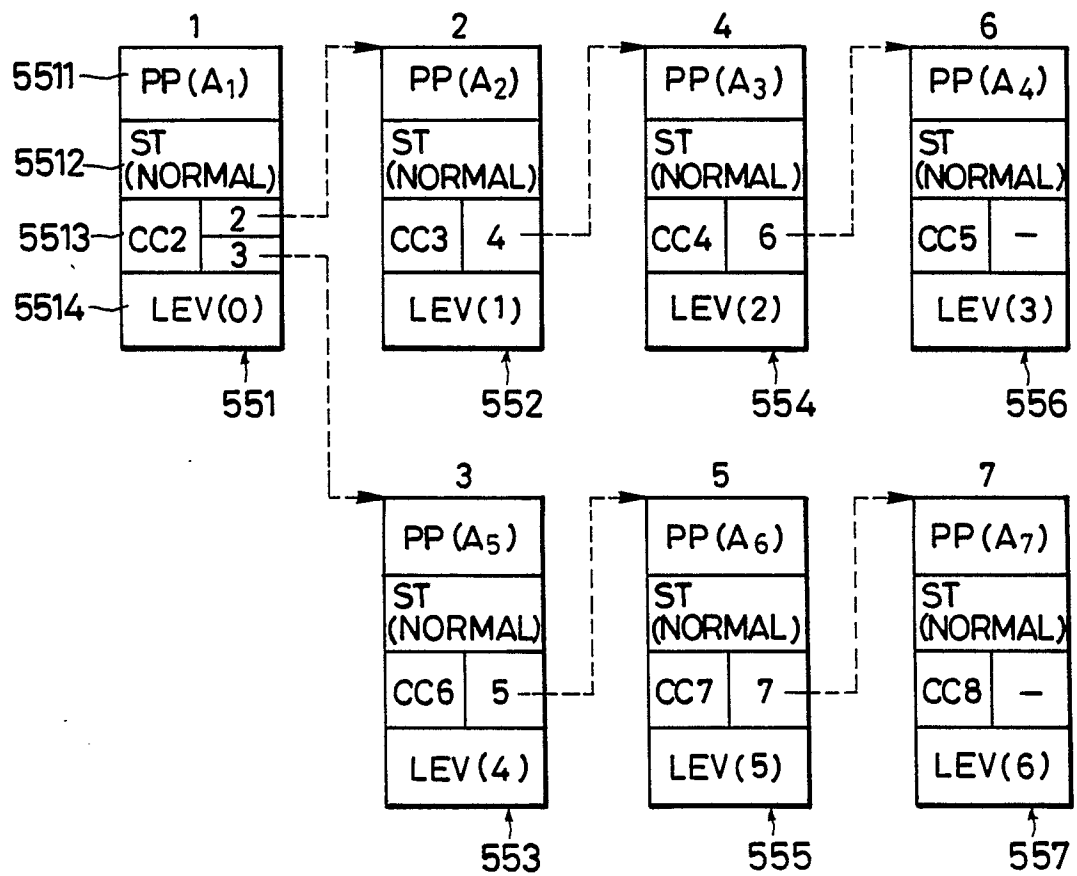 1 2 4 6
5511 PP(A₁) PP(A₂) PP(A₃) PP(A₄)
5512 ST (NORMAL) ST (NORMAL) ST (NORMAL) ST (NORMAL)
5513 CC2 2 3 CC3 4 CC4 6 CC5 –
5514 LEV(0) LEV(1) LEV(2) LEV(3)
551 552 554 556
3 5 7
PP(A₅) PP(A₆) PP(A₇)
ST (NORMAL) ST (NORMAL) ST (NORMAL)
CC6 5 CC7 7 CC8 –
LEV(4) LEV(5) LEV(6)
553 555 557